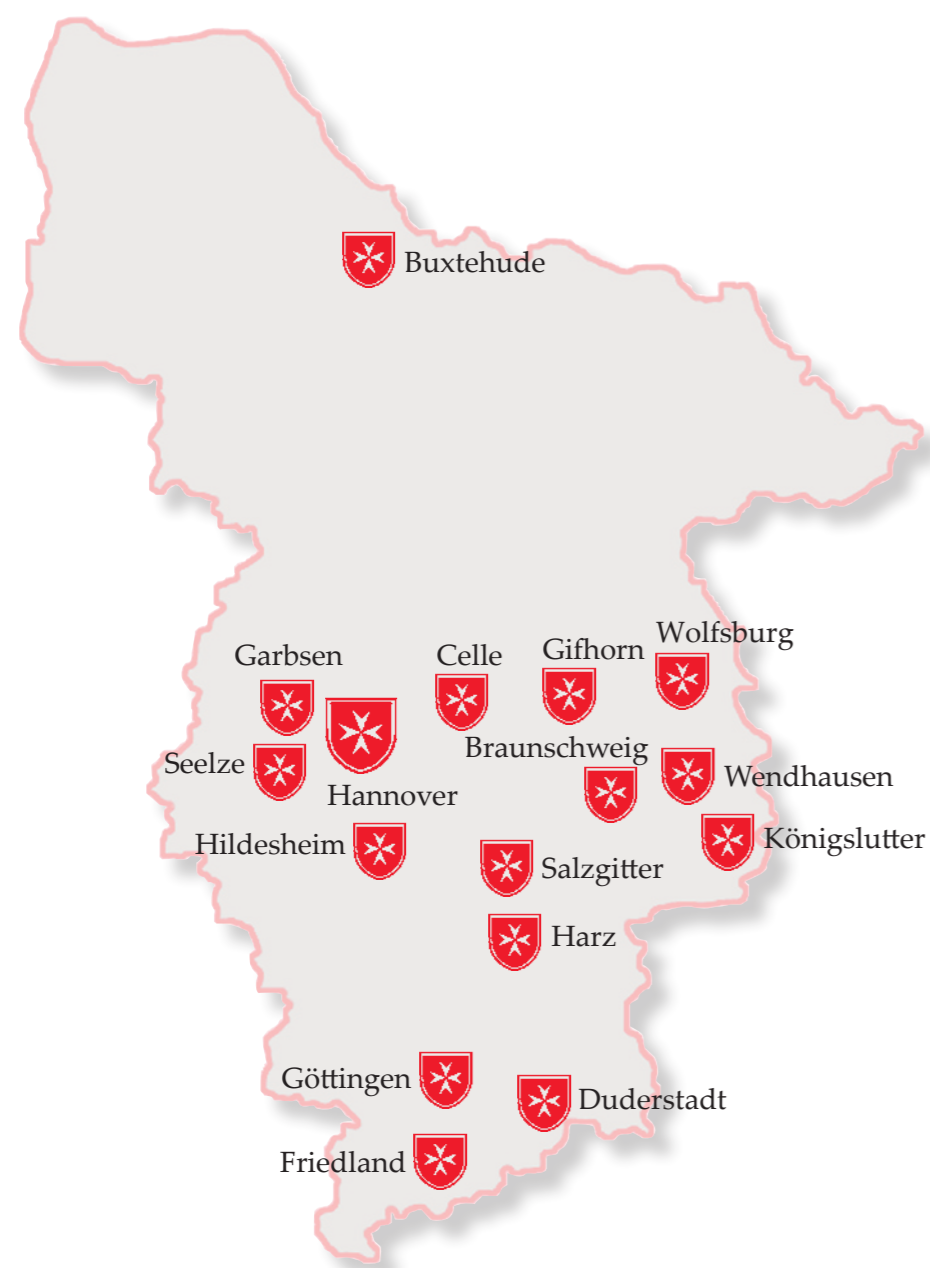 Buxtehude
Wolfsburg
Garbsen
Celle
Gifhorn
Braunschweig
Seelze
Wendhausen
Hannover
Hildesheim
Königslutter
Salzgitter
Harz
Göttingen
Duderstadt
Friedland